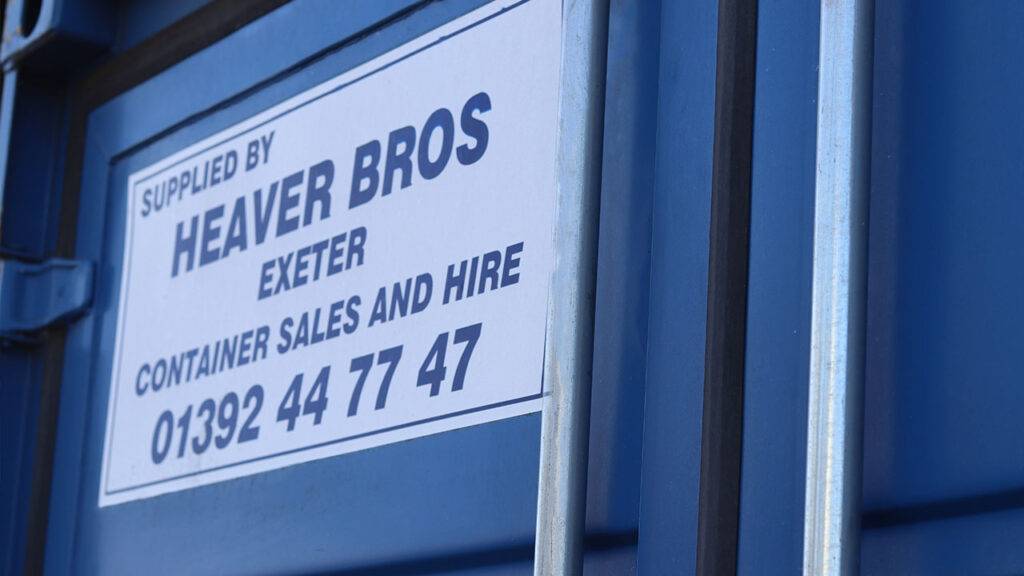 SUPPLIED BY
HEAVER BROS
EXETER
CONTAINER SALES AND HIRE
01392 44 77 47